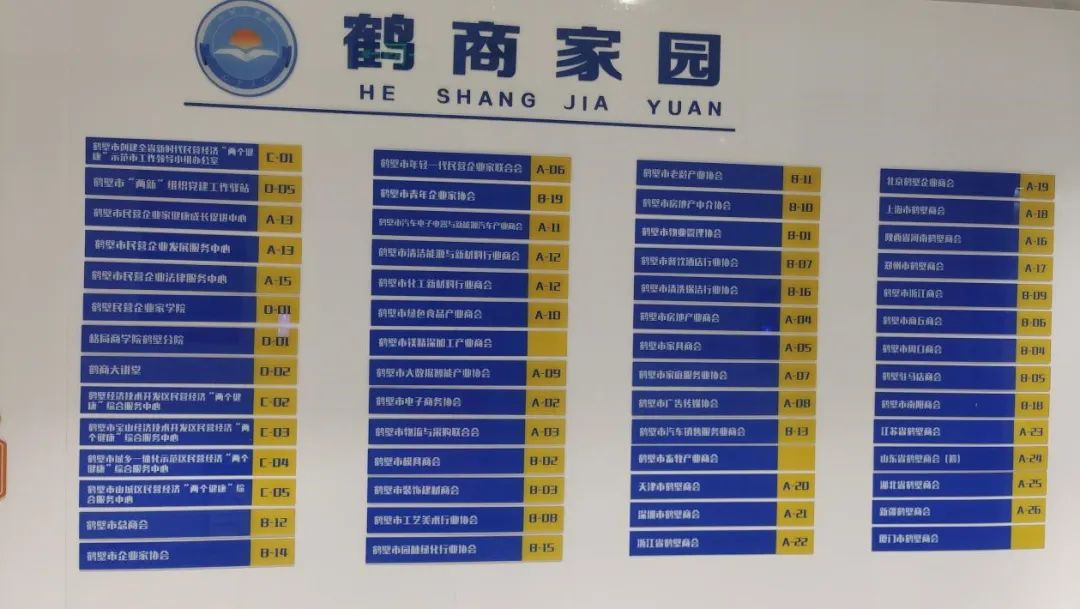 鹤商家园
HE SHANG JIA YUAN
鹤壁市创建全省新时代民营经济“两个健
康”示范市工作领导小组办公室 C-01
鹤壁市“两新”组织党建工作驿站 D-05
鹤壁市民营企业家健康成长促进中心 A-13
鹤壁市民营企业发展服务中心 A-13
鹤壁市民营企业法律服务中心 A-15
鹤壁民营企业家学院 D-01
格局商学院鹤壁分院 D-01
鹤商大讲堂 D-02
鹤壁经济技术开发区民营经济“两个健
康”综合服务中心 C-02
鹤壁市宝山经济技术开发区民营经济“两
个健康”综合服务中心 C-03
鹤壁市城乡一体化示范区民营经济“两个
健康”综合服务中心 C-04
鹤壁市山城区民营经济“两个健康”综
合服务中心 C-05
鹤壁市总商会 B-12
鹤壁市企业家协会 B-14
鹤壁市年轻一代民营企业家联合会 A-06
鹤壁市青年企业家协会 B-19
鹤壁市汽车电子电器与新能源汽车产业商会 A-11
鹤壁市清洁能源与新材料行业商会 A-12
鹤壁市化工新材料行业商会 A-12
鹤壁市绿色食品产业商会 A-10
鹤壁市镁精深加工产业商会
鹤壁市大数据智能产业协会 A-09
鹤壁市电子商务协会 A-02
鹤壁市物流与采购联合会 A-03
鹤壁市模具商会 B-02
鹤壁市装饰建材商会 B-03
鹤壁市工艺美术行业协会 B-08
鹤壁市园林绿化行业协会 B-15
鹤壁市老龄产业协会 B-11
鹤壁市房地产中介协会 B-10
鹤壁市物业管理协会 B-01
鹤壁市餐饮酒店行业协会 B-07
鹤壁市清洗保洁行业协会 B-16
鹤壁市房地产业商会 A-04
鹤壁市家具商会 A-05
鹤壁市家庭服务业协会 A-07
鹤壁市广告传媒协会 A-08
鹤壁市汽车销售服务业商会 B-13
鹤壁市畜牧产业商会
天津市鹤壁商会 A-20
深圳市鹤壁商会 A-21
浙江省鹤壁商会 A-22
北京鹤壁企业商会 A-19
上海市鹤壁商会 A-18
陕西省河南鹤壁商会 A-16
郑州市鹤壁商会 A-17
鹤壁市浙江商会 B-09
鹤壁市商丘商会 B-06
鹤壁市周口商会 B-04
鹤壁驻马店商会 B-05
鹤壁市南阳商会 B-18
江苏省鹤壁商会 A-23
山东省鹤壁商会（筹） A-24
湖北省鹤壁商会 A-25
新疆鹤壁商会 A-26
厦门市鹤壁商会